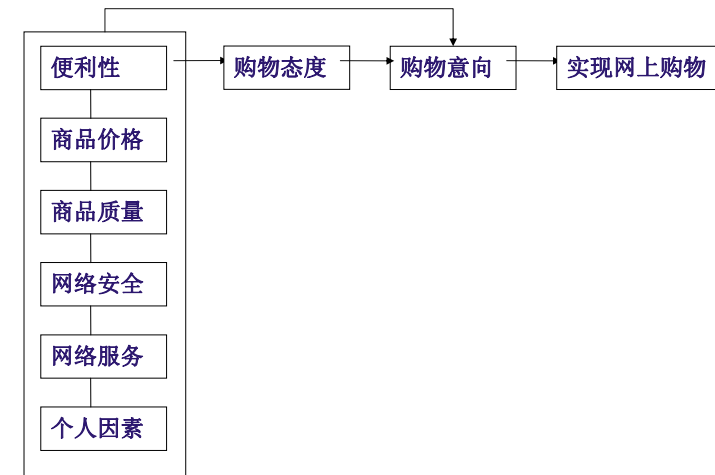 便利性
购物态度
购物意向
实现网上购物
商品价格
商品质量
网络安全
网络服务
个人因素